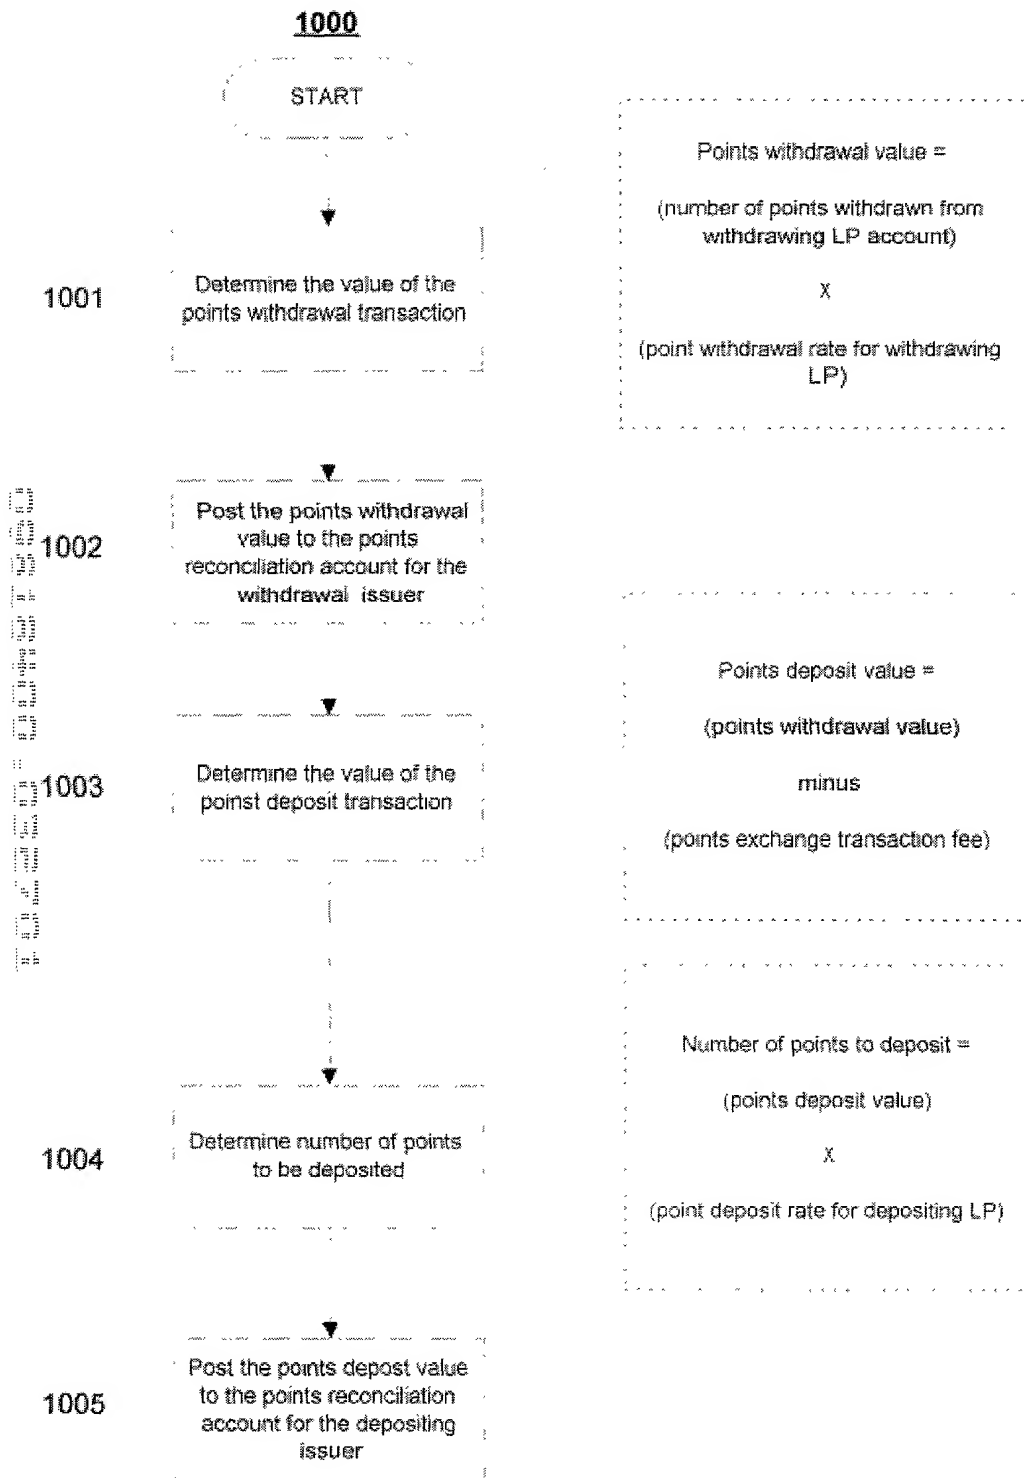 1000
START
1001
Determine the value of the
points withdrawal transaction
Points withdrawal value =
(number of points withdrawn from
withdrawing LP account)
X
(point withdrawal rate for withdrawing
LP)
1002
Post the points withdrawal
value to the points
reconciliation account for the
withdrawal issuer
1003
Determine the value of the
poinst deposit transaction
Points deposit value =
(points withdrawal value)
minus
(points exchange transaction fee)
1004
Determine number of points
to be deposited
Number of points to deposit =
(points deposit value)
X
(point deposit rate for depositing LP)
1005
Post the points depost value
to the points reconciliation
account for the depositing
issuer